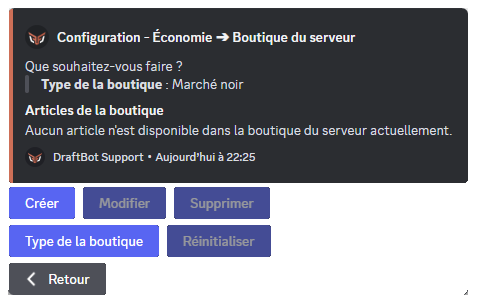 Configuration - Économie ➔ Boutique du serveur
Que souhaitez-vous faire ?
Type de la boutique : Marché noir
Articles de la boutique
Aucun article n'est disponible dans la boutique du serveur actuellement.
DraftBot Support • Aujourd'hui à 22:25
Créer Modifier Supprimer
Type de la boutique Réinitialiser
Retour